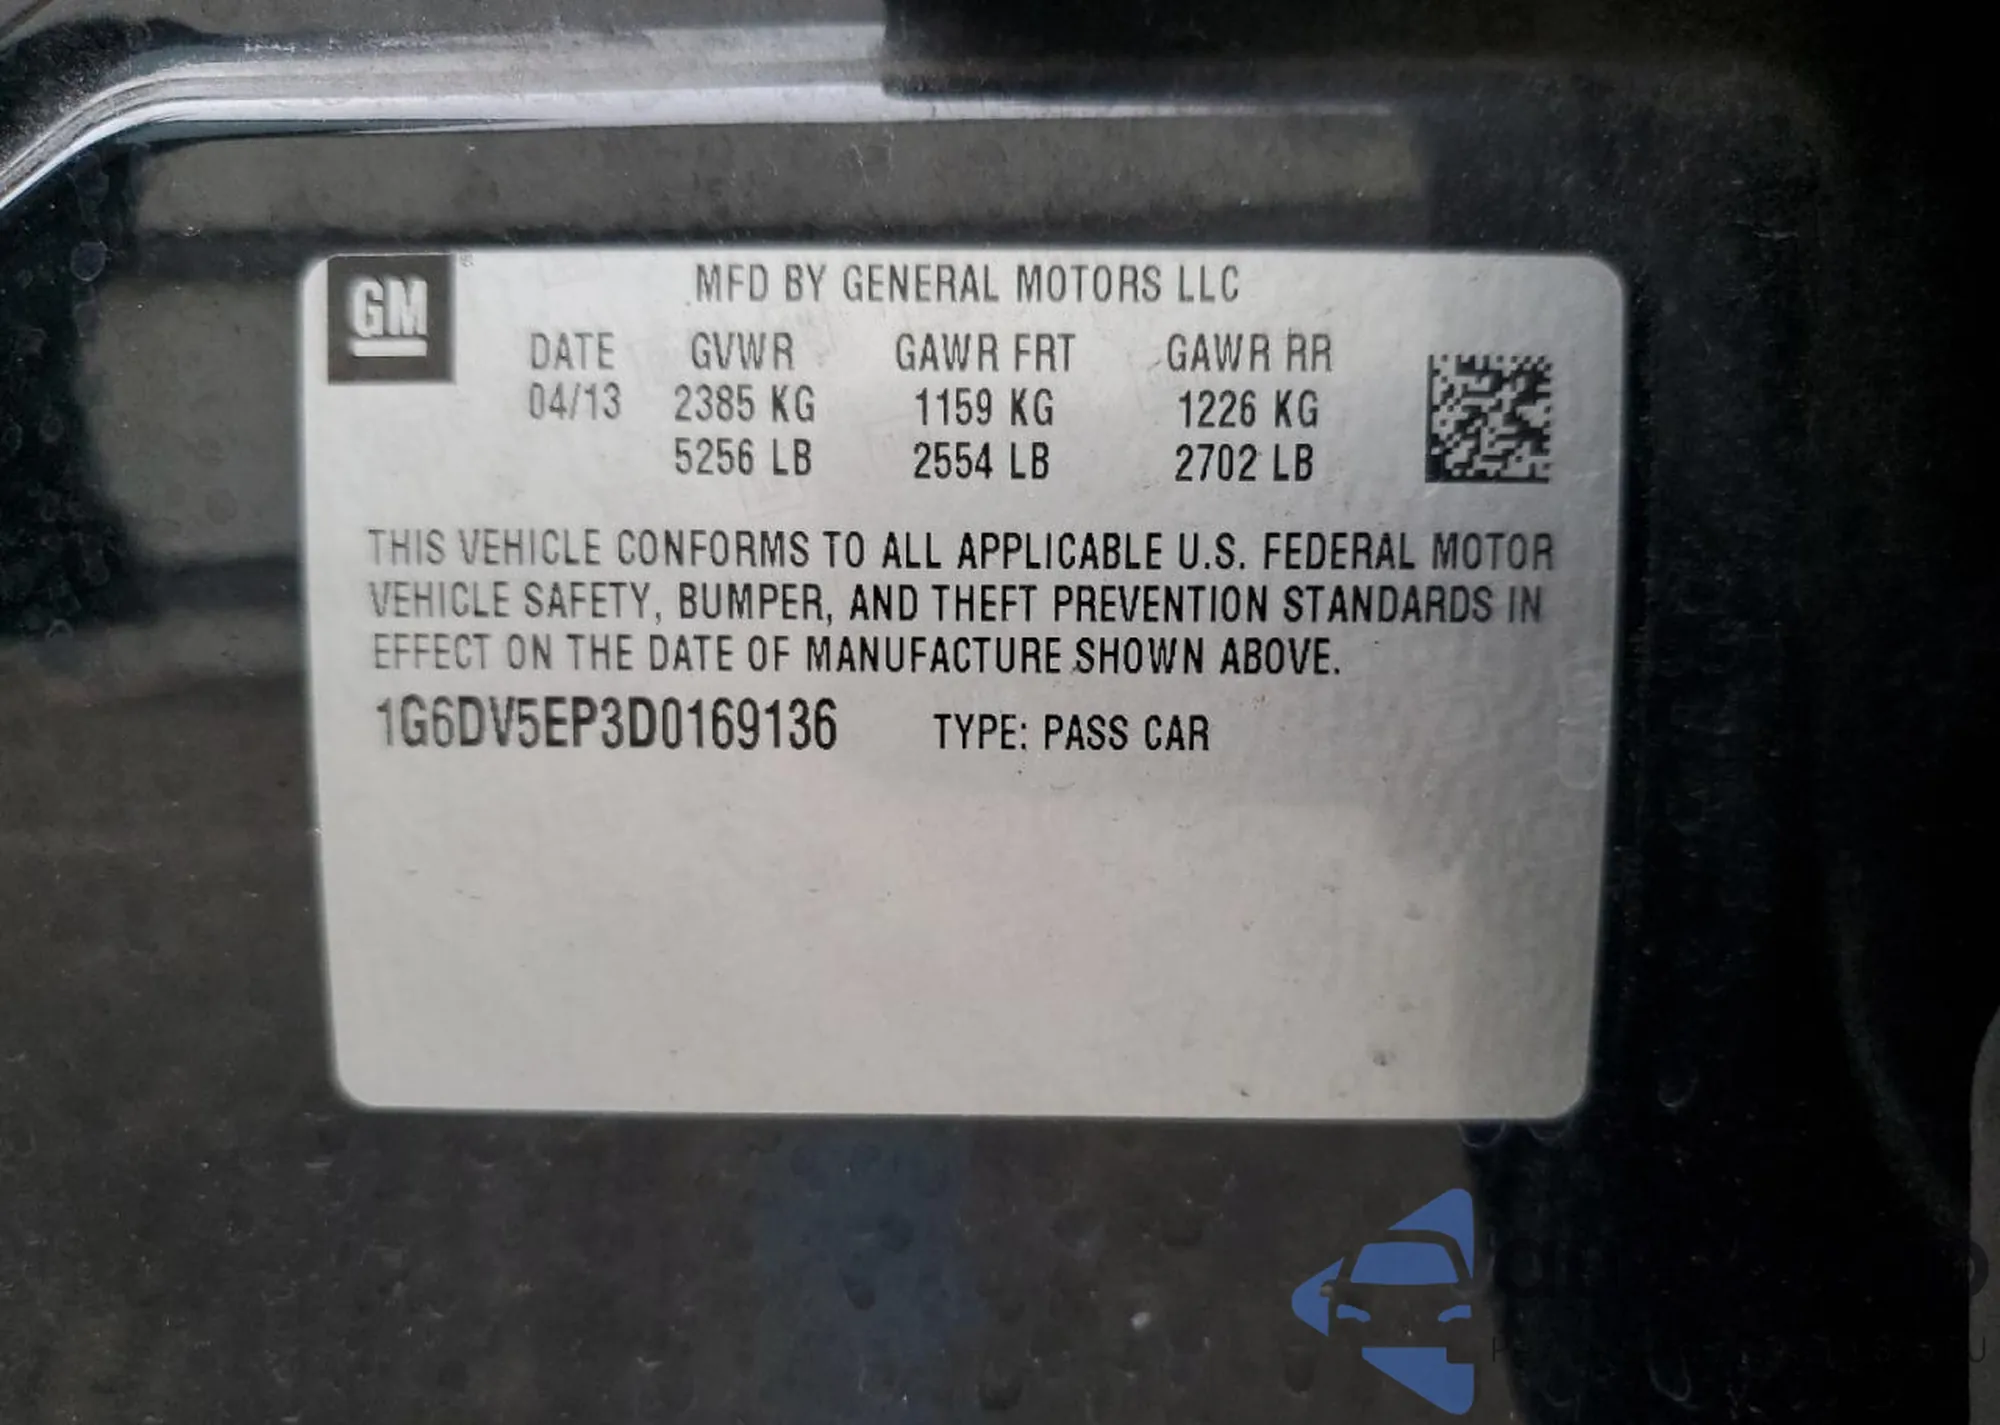 GM
MFD BY GENERAL MOTORS LLC
DATE GVWR GAWR FRT GAWR RR
04/13 2385 KG 1159 KG 1226 KG
5256 LB 2554 LB 2702 LB
THIS VEHICLE CONFORMS TO ALL APPLICABLE U.S. FEDERAL MOTOR
VEHICLE SAFETY, BUMPER, AND THEFT PREVENTION STANDARDS IN
EFFECT ON THE DATE OF MANUFACTURE SHOWN ABOVE.
1G6DV5EP3D0169136 TYPE: PASS CAR